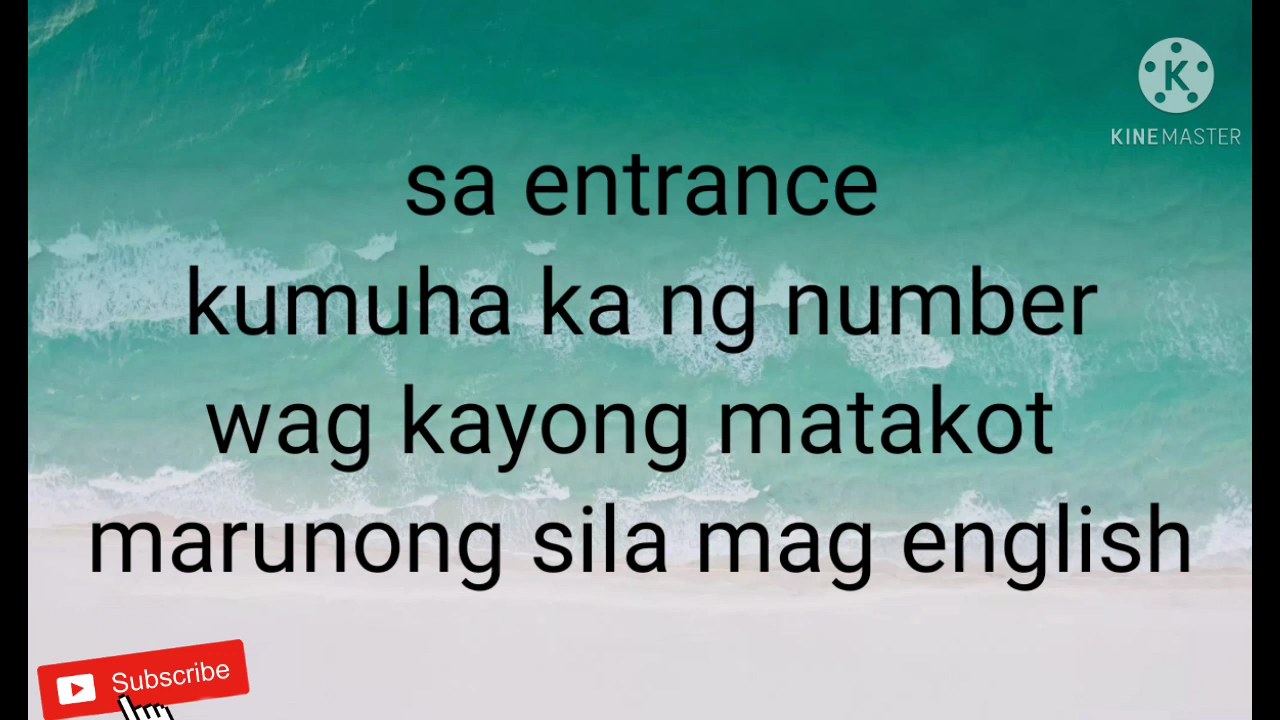 K
KINEMASTER
sa entrance
kumuha ka ng number
wag kayong matakot
marunong sila mag english
Subscribe